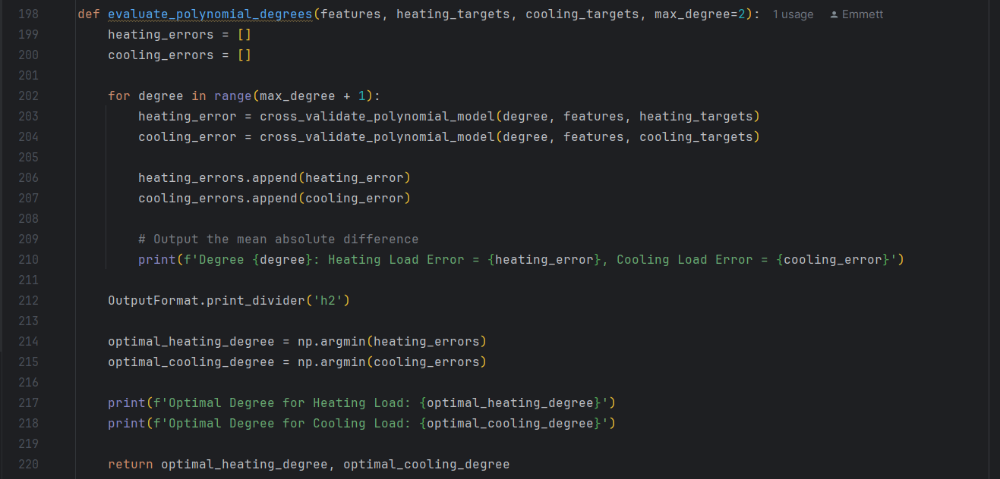 198 def evaluate_polynomial_degrees(features, heating_targets, cooling_targets, max_degree=2): 1 usage Emmett
199     heating_errors = []
200     cooling_errors = []
201
202     for degree in range(max_degree + 1):
203         heating_error = cross_validate_polynomial_model(degree, features, heating_targets)
204         cooling_error = cross_validate_polynomial_model(degree, features, cooling_targets)
205
206         heating_errors.append(heating_error)
207         cooling_errors.append(cooling_error)
208
209         # Output the mean absolute difference
210         print(f'Degree {degree}: Heating Load Error = {heating_error}, Cooling Load Error = {cooling_error}')
211
212     OutputFormat.print_divider('h2')
213
214     optimal_heating_degree = np.argmin(heating_errors)
215     optimal_cooling_degree = np.argmin(cooling_errors)
216
217     print(f'Optimal Degree for Heating Load: {optimal_heating_degree}')
218     print(f'Optimal Degree for Cooling Load: {optimal_cooling_degree}')
219
220     return optimal_heating_degree, optimal_cooling_degree